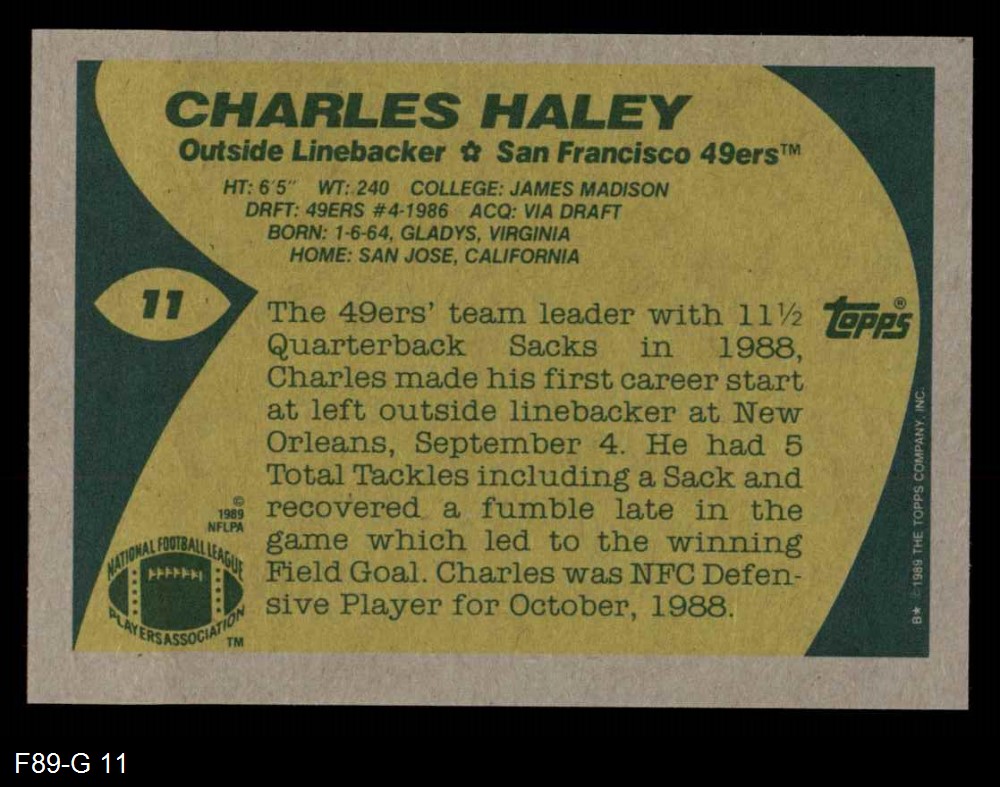 CHARLES HALEY
Outside Linebacker ✩ San Francisco 49ers™
HT: 6'5" WT: 240 COLLEGE: JAMES MADISON
DRFT: 49ERS #4-1986 ACQ: VIA DRAFT
BORN: 1-6-64, GLADYS, VIRGINIA
HOME: SAN JOSE, CALIFORNIA
11
The 49ers' team leader with 11½
Quarterback Sacks in 1988,
Charles made his first career start
at left outside linebacker at New
Orleans, September 4. He had 5
Total Tackles including a Sack and
recovered a fumble late in the
game which led to the winning
Field Goal. Charles was NFC Defen-
sive Player for October, 1988.
topps®
©
1989
NFLPA
NATIONAL FOOTBALL LEAGUE
PLAYERS ASSOCIATION
TM
B★ ©1989 THE TOPPS COMPANY, INC.
F89-G 11